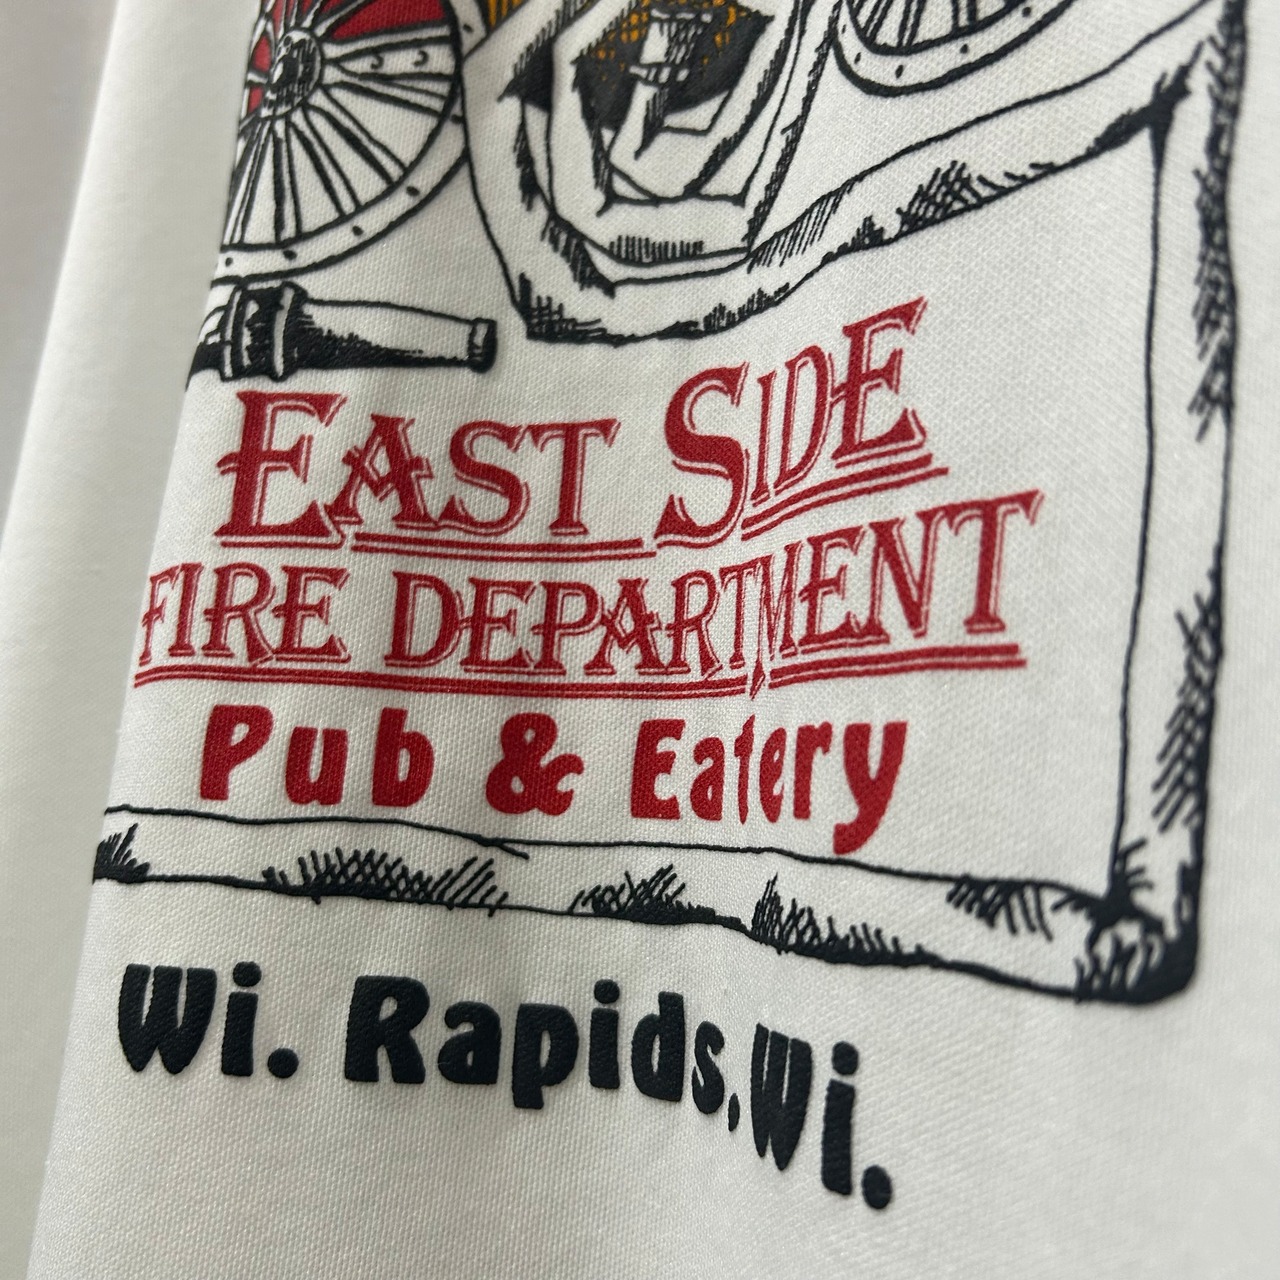 EAST SIDE
FIRE DEPARTMENT
Pub & Eatery
Wi. Rapids, Wi.